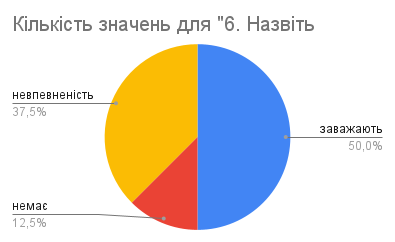 Кількість значень для "6. Назвіть
невпевненість
37,5%
заважають
50,0%
немає
12,5%